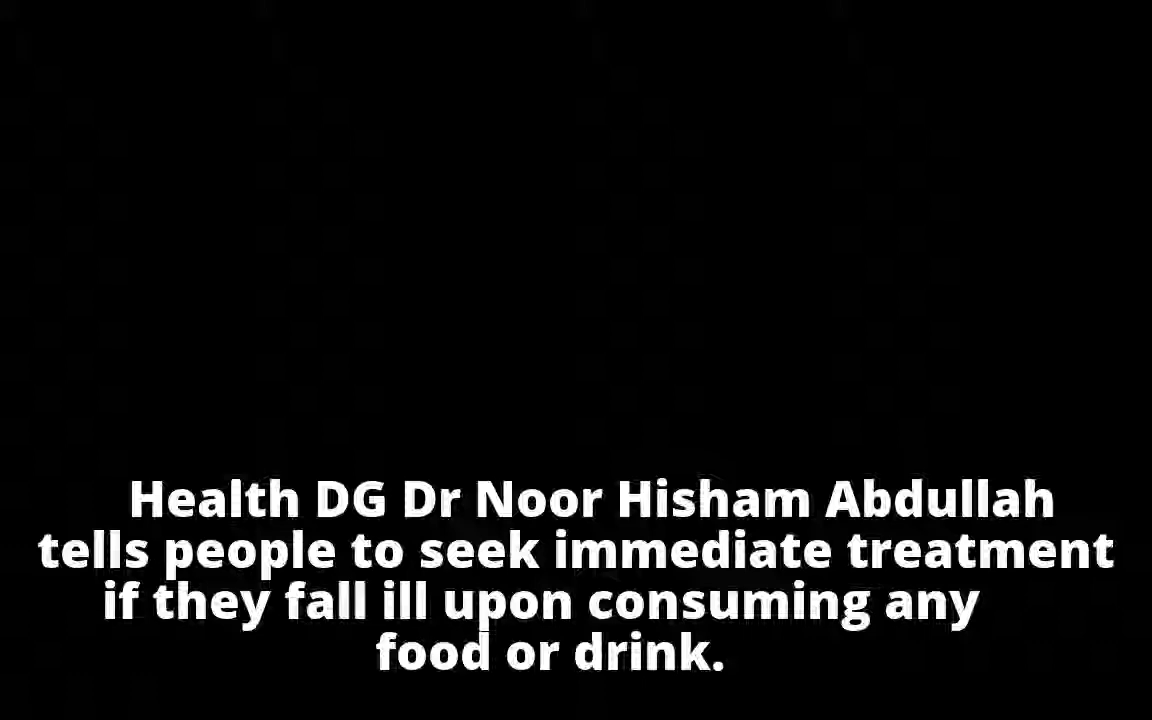 Health DG Dr Noor Hisham Abdullah
tells people to seek immediate treatment
if they fall ill upon consuming any
food or drink.